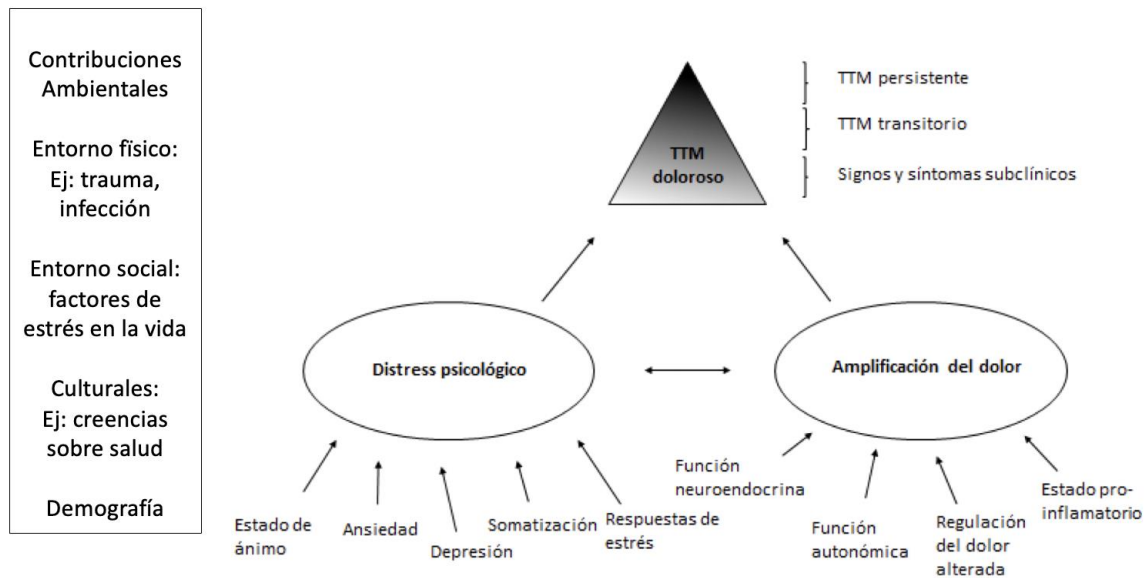 Contribuciones
Ambientales
Entorno físico:
Ej: trauma,
infección
Entorno social:
factores de
estrés en la vida
Culturales:
Ej: creencias
sobre salud
Demografía
TTM
doloroso
TTM persistente
TTM transitorio
Signos y síntomas subclínicos
Distress psicológico
Amplificación del dolor
Estado de
ánimo
Ansiedad
Depresión
Somatización
Respuestas de
estrés
Función
neuroendocrina
Función
autonómica
Regulación
del dolor
alterada
Estado pro-
inflamatorio